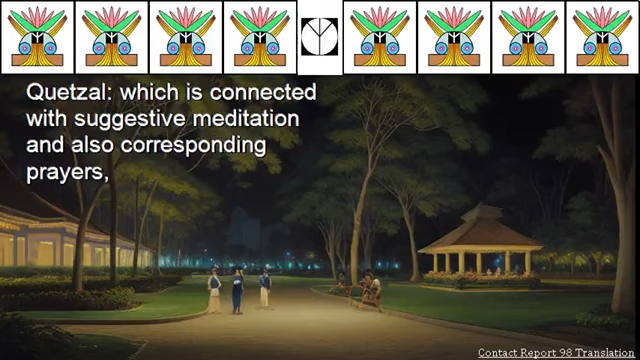 Quetzal: which is connected
with suggestive meditation
and also corresponding
prayers,
Contact Report 98 Translation